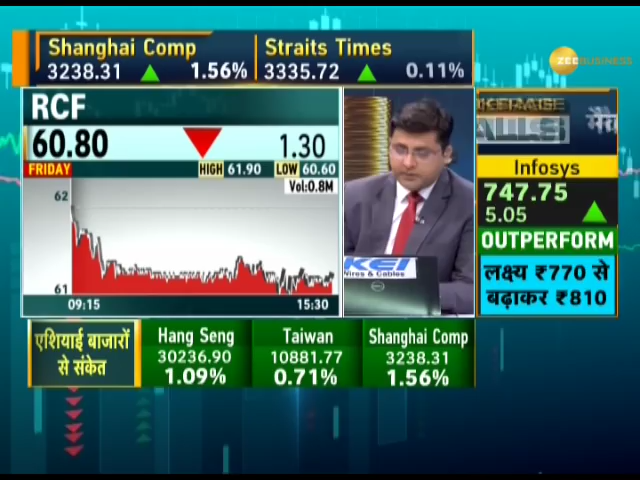 Shanghai Comp
3238.31 1.56%
Straits Times
3335.72 0.11%
ZEE BUSINESS
RCF
60.80 1.30
FRIDAY HIGH 61.90 LOW 60.60
Vol:0.8M
62
61
09:15 15:30
KEI
Wires & Cables
DELL
Infosys
747.75
5.05
OUTPERFORM
लक्ष्य ₹770 से
बढ़ाकर ₹810
एशियाई बाजारों
से संकेत
Hang Seng
30236.90
1.09%
Taiwan
10881.77
0.71%
Shanghai Comp
3238.31
1.56%